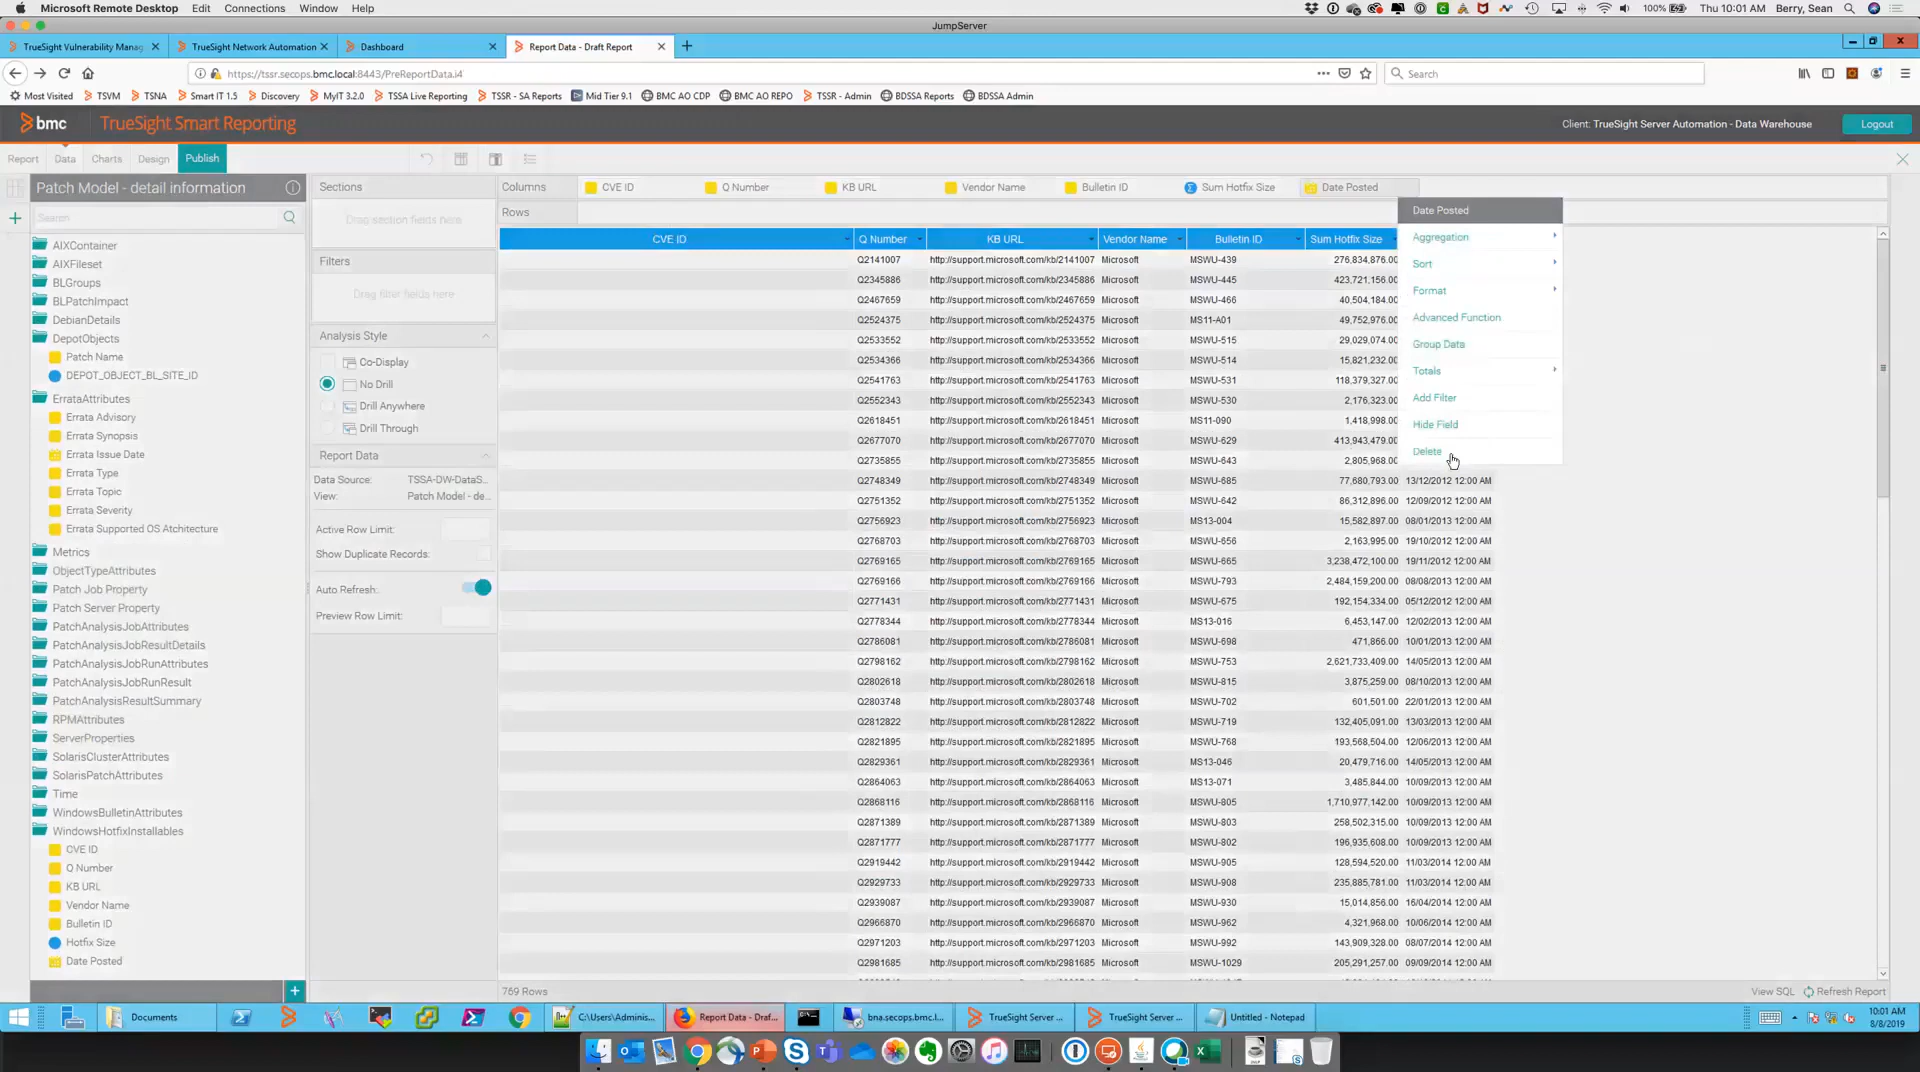 Microsoft Remote Desktop Edit Connections Window Help 100% Thu 10:01 AM Berry, Sean
JumpServer
TrueSight Vulnerability Manag TrueSight Network Automation Dashboard Report Data - Draft Report
https://tssr.secops.bmc.local:8443/PreReportData.i4 Search
Most Visited TSVM TSNA Smart IT 1.5 Discovery MyIT 3.2.0 TSSA Live Reporting TSSR - SA Reports Mid Tier 9.1 BMC AO CDP BMC AO REPO TSSR - Admin BDSSA Reports BDSSA Admin
bmc TrueSight Smart Reporting Client: TrueSight Server Automation - Data Warehouse Logout
Report Data Charts Design Publish
Patch Model - detail information
Search
AIXContainer
AIXFileset
BLGroups
BLPatchImpact
DebianDetails
DepotObjects
Patch Name
DEPOT_OBJECT_BL_SITE_ID
ErrataAttributes
Errata Advisory
Errata Synopsis
Errata Issue Date
Errata Type
Errata Topic
Errata Severity
Errata Supported OS Atchitecture
Metrics
ObjectTypeAttributes
Patch Job Property
Patch Server Property
PatchAnalysisJobAttributes
PatchAnalysisJobResultDetails
PatchAnalysisJobRunAttributes
PatchAnalysisJobRunResult
PatchAnalysisResultSummary
RPMAttributes
ServerProperties
SolarisClusterAttributes
SolarisPatchAttributes
Time
WindowsBulletinAttributes
WindowsHotfixInstallables
CVE ID
Q Number
KB URL
Vendor Name
Bulletin ID
Hotfix Size
Date Posted
Sections
Drag section fields here
Filters
Drag filter fields here
Analysis Style
Co-Display
No Drill
Drill Anywhere
Drill Through
Report Data
Data Source: TSSA-DW-DataS...
View: Patch Model - de...
Active Row Limit:
Show Duplicate Records:
Auto Refresh:
Preview Row Limit:
Columns CVE ID Q Number KB URL Vendor Name Bulletin ID Sum Hotfix Size Date Posted
Rows
CVE ID Q Number KB URL Vendor Name Bulletin ID Sum Hotfix Size
Q2141007 http://support.microsoft.com/kb/2141007 Microsoft MSWU-439 276,834,876.00
Q2345886 http://support.microsoft.com/kb/2345886 Microsoft MSWU-445 423,721,156.00
Q2467659 http://support.microsoft.com/kb/2467659 Microsoft MSWU-466 40,504,184.00
Q2524375 http://support.microsoft.com/kb/2524375 Microsoft MS11-A01 49,752,976.00
Q2533552 http://support.microsoft.com/kb/2533552 Microsoft MSWU-515 29,029,074.00
Q2534366 http://support.microsoft.com/kb/2534366 Microsoft MSWU-514 15,821,232.00
Q2541763 http://support.microsoft.com/kb/2541763 Microsoft MSWU-531 118,379,327.00
Q2552343 http://support.microsoft.com/kb/2552343 Microsoft MSWU-530 2,176,323.00
Q2618451 http://support.microsoft.com/kb/2618451 Microsoft MS11-090 1,418,998.00
Q2677070 http://support.microsoft.com/kb/2677070 Microsoft MSWU-629 413,943,479.00
Q2735855 http://support.microsoft.com/kb/2735855 Microsoft MSWU-643 2,805,968.00
Q2748349 http://support.microsoft.com/kb/2748349 Microsoft MSWU-685 77,680,793.00 13/12/2012 12:00 AM
Q2751352 http://support.microsoft.com/kb/2751352 Microsoft MSWU-642 86,312,896.00 12/09/2012 12:00 AM
Q2756923 http://support.microsoft.com/kb/2756923 Microsoft MS13-004 15,582,897.00 08/01/2013 12:00 AM
Q2768703 http://support.microsoft.com/kb/2768703 Microsoft MSWU-656 2,163,995.00 19/10/2012 12:00 AM
Q2769165 http://support.microsoft.com/kb/2769165 Microsoft MSWU-665 3,238,472,100.00 19/11/2012 12:00 AM
Q2769166 http://support.microsoft.com/kb/2769166 Microsoft MSWU-793 2,484,159,200.00 08/08/2013 12:00 AM
Q2771431 http://support.microsoft.com/kb/2771431 Microsoft MSWU-675 192,154,334.00 05/12/2012 12:00 AM
Q2778344 http://support.microsoft.com/kb/2778344 Microsoft MS13-016 6,453,147.00 12/02/2013 12:00 AM
Q2786081 http://support.microsoft.com/kb/2786081 Microsoft MSWU-698 471,866.00 10/01/2013 12:00 AM
Q2798162 http://support.microsoft.com/kb/2798162 Microsoft MSWU-753 2,621,733,409.00 14/05/2013 12:00 AM
Q2802618 http://support.microsoft.com/kb/2802618 Microsoft MSWU-815 3,875,259.00 08/10/2013 12:00 AM
Q2803748 http://support.microsoft.com/kb/2803748 Microsoft MSWU-702 601,501.00 22/01/2013 12:00 AM
Q2812822 http://support.microsoft.com/kb/2812822 Microsoft MSWU-719 132,405,091.00 13/03/2013 12:00 AM
Q2821895 http://support.microsoft.com/kb/2821895 Microsoft MSWU-768 193,568,504.00 12/06/2013 12:00 AM
Q2829361 http://support.microsoft.com/kb/2829361 Microsoft MS13-046 20,479,716.00 14/05/2013 12:00 AM
Q2864063 http://support.microsoft.com/kb/2864063 Microsoft MS13-071 3,485,844.00 10/09/2013 12:00 AM
Q2868116 http://support.microsoft.com/kb/2868116 Microsoft MSWU-805 1,710,977,142.00 10/09/2013 12:00 AM
Q2871389 http://support.microsoft.com/kb/2871389 Microsoft MSWU-803 258,502,315.00 10/09/2013 12:00 AM
Q2871777 http://support.microsoft.com/kb/2871777 Microsoft MSWU-802 196,935,608.00 10/09/2013 12:00 AM
Q2919442 http://support.microsoft.com/kb/2919442 Microsoft MSWU-905 128,594,520.00 11/03/2014 12:00 AM
Q2929733 http://support.microsoft.com/kb/2929733 Microsoft MSWU-908 235,885,781.00 11/03/2014 12:00 AM
Q2939087 http://support.microsoft.com/kb/2939087 Microsoft MSWU-930 15,014,856.00 16/04/2014 12:00 AM
Q2966870 http://support.microsoft.com/kb/2966870 Microsoft MSWU-962 4,321,968.00 10/06/2014 12:00 AM
Q2971203 http://support.microsoft.com/kb/2971203 Microsoft MSWU-992 143,909,328.00 08/07/2014 12:00 AM
Q2981685 http://support.microsoft.com/kb/2981685 Microsoft MSWU-1029 205,291,257.00 09/09/2014 12:00 AM
Date Posted
Aggregation
Sort
Format
Advanced Function
Group Data
Totals
Add Filter
Hide Field
Delete
769 Rows View SQL Refresh Report
Documents C:\Users\Adminis... Report Data - Draf... bna.secops.bmc.l... TrueSight Server ... TrueSight Server ... Untitled - Notepad 10:01 AM
8/8/2019